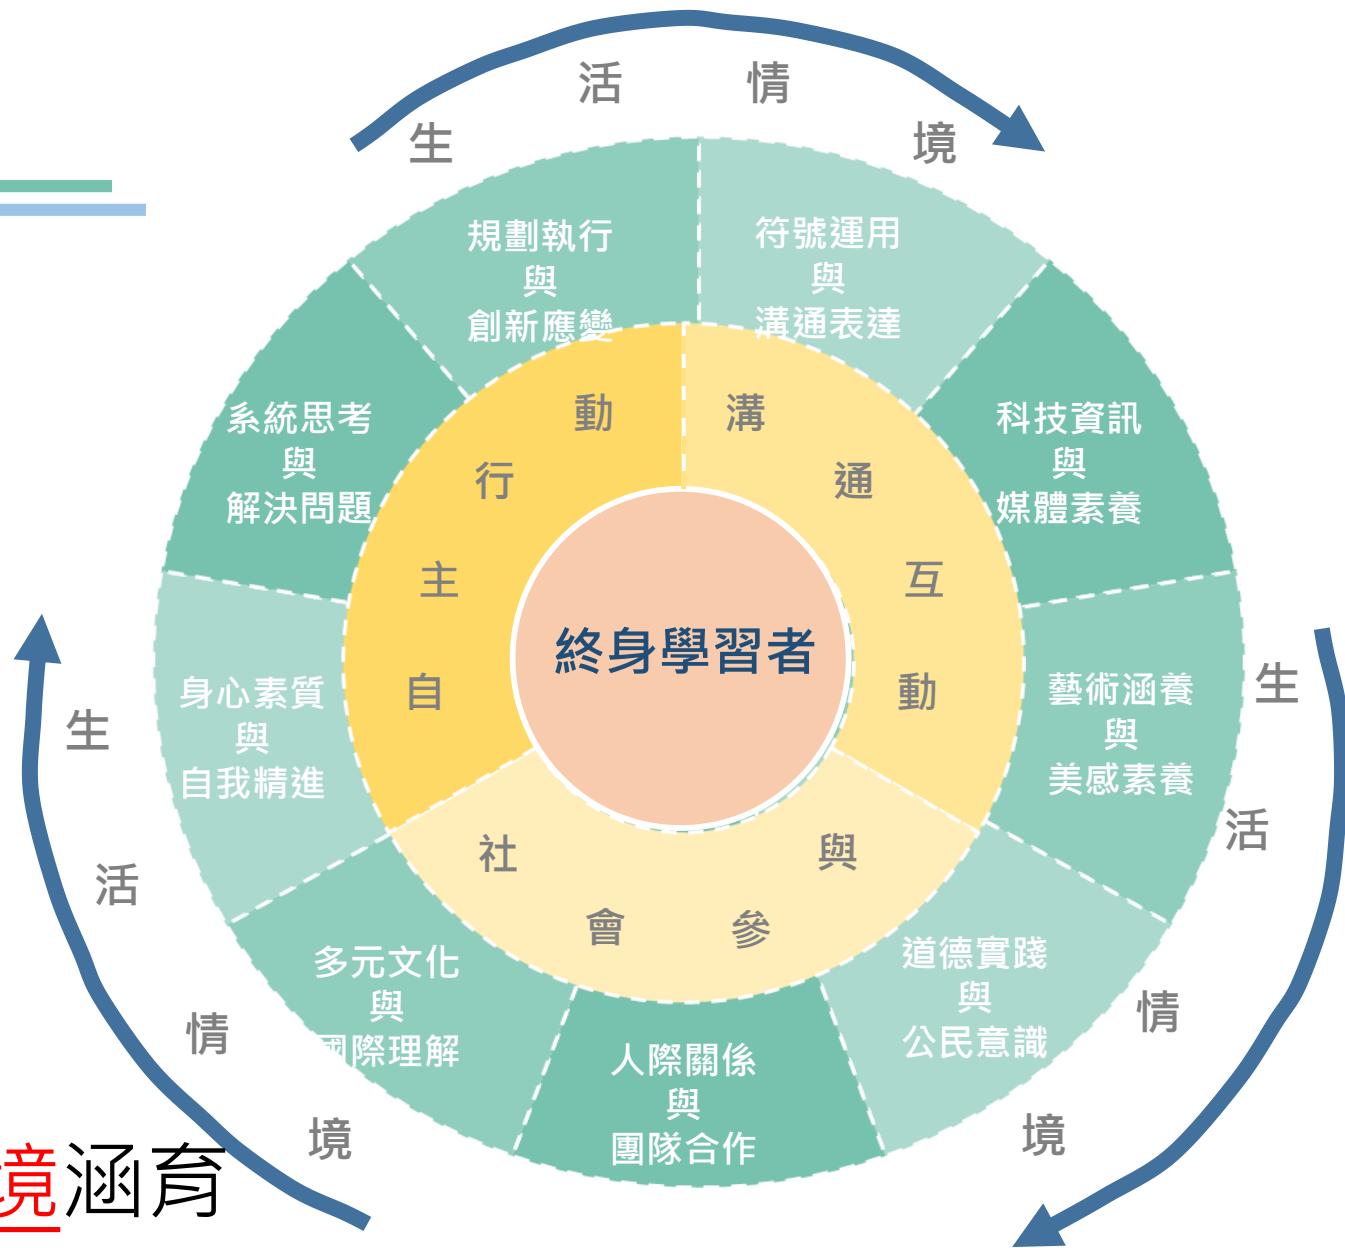 生活情境
規劃執行
與
創新應變
符號運用
與
溝通表達
系統思考
與
解決問題
科技資訊
與
媒體素養
身心素質
與
自我精進
藝術涵養
與
美感素養
多元文化
與
國際理解
人際關係
與
團隊合作
道德實踐
與
公民意識
自主行動
溝通互動
社會參與
終身學習者
生活情境
生活情境
境涵育